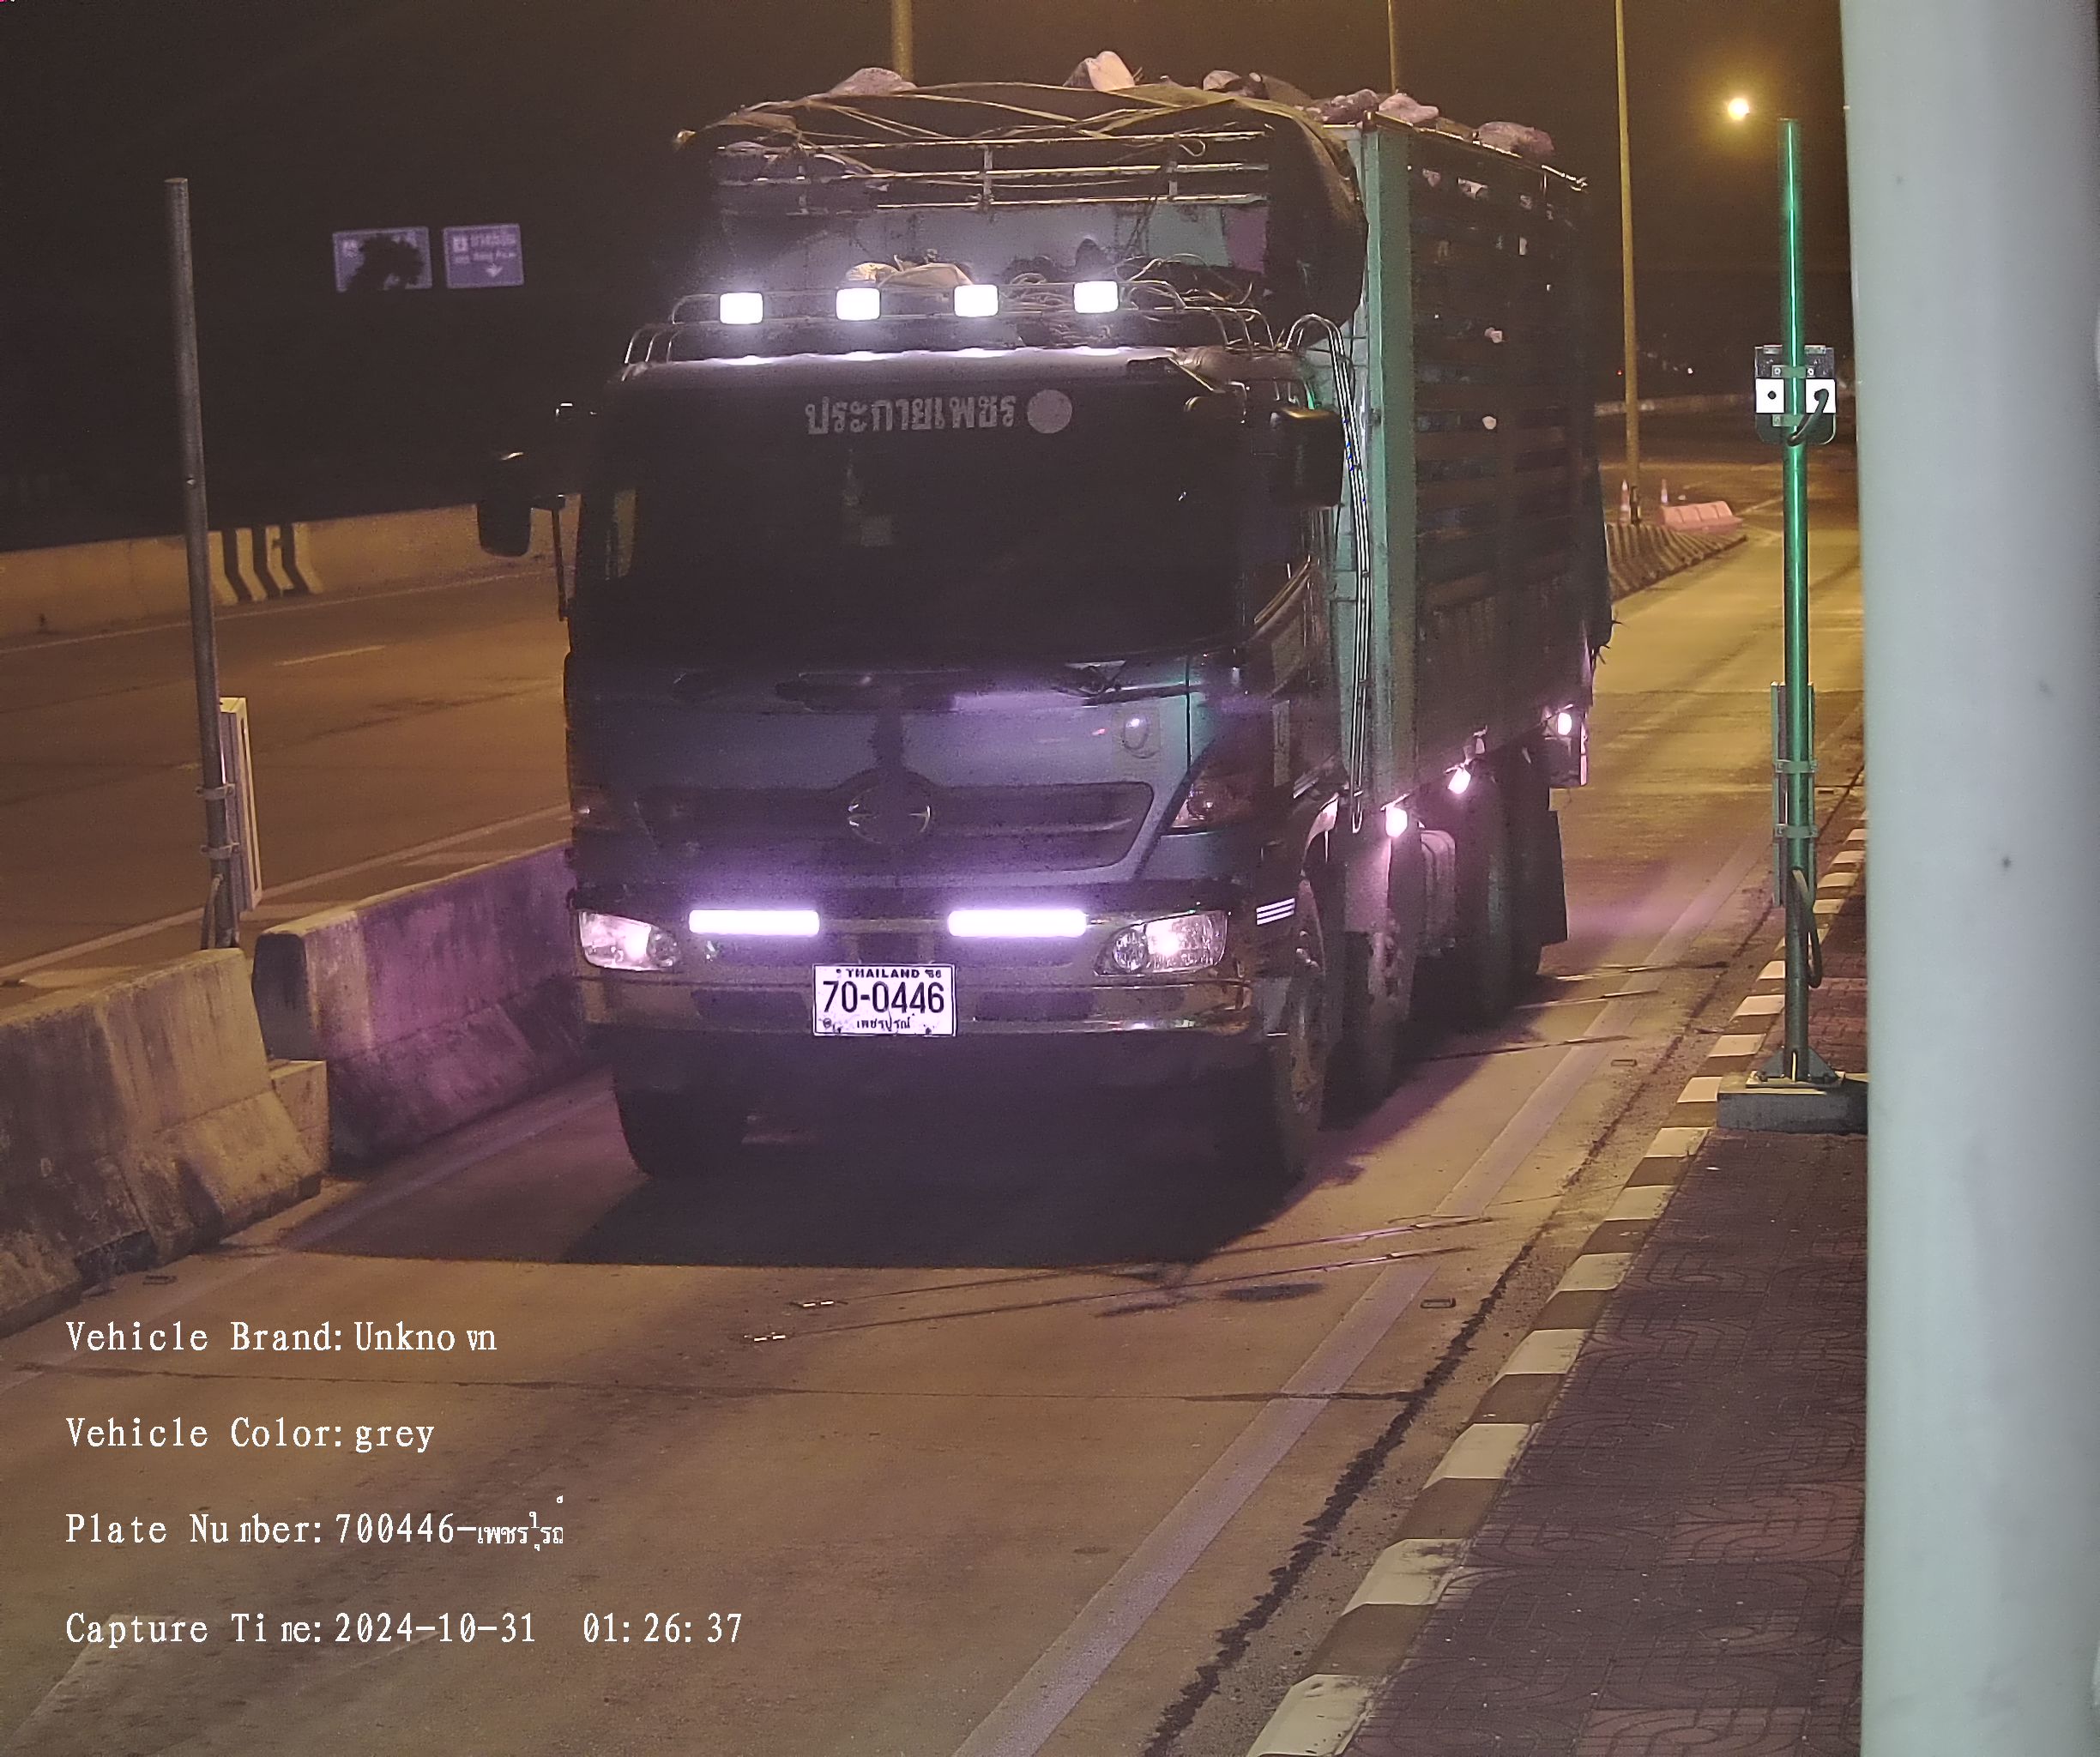 ประกายเพชร
THAILAND 56
70-0446
เพชรบูรณ์
Vehicle Brand:Unknown
Vehicle Color:grey
Plate Number:700446-เพชรบูรณ์
Capture Time:2024-10-31 01:26:37